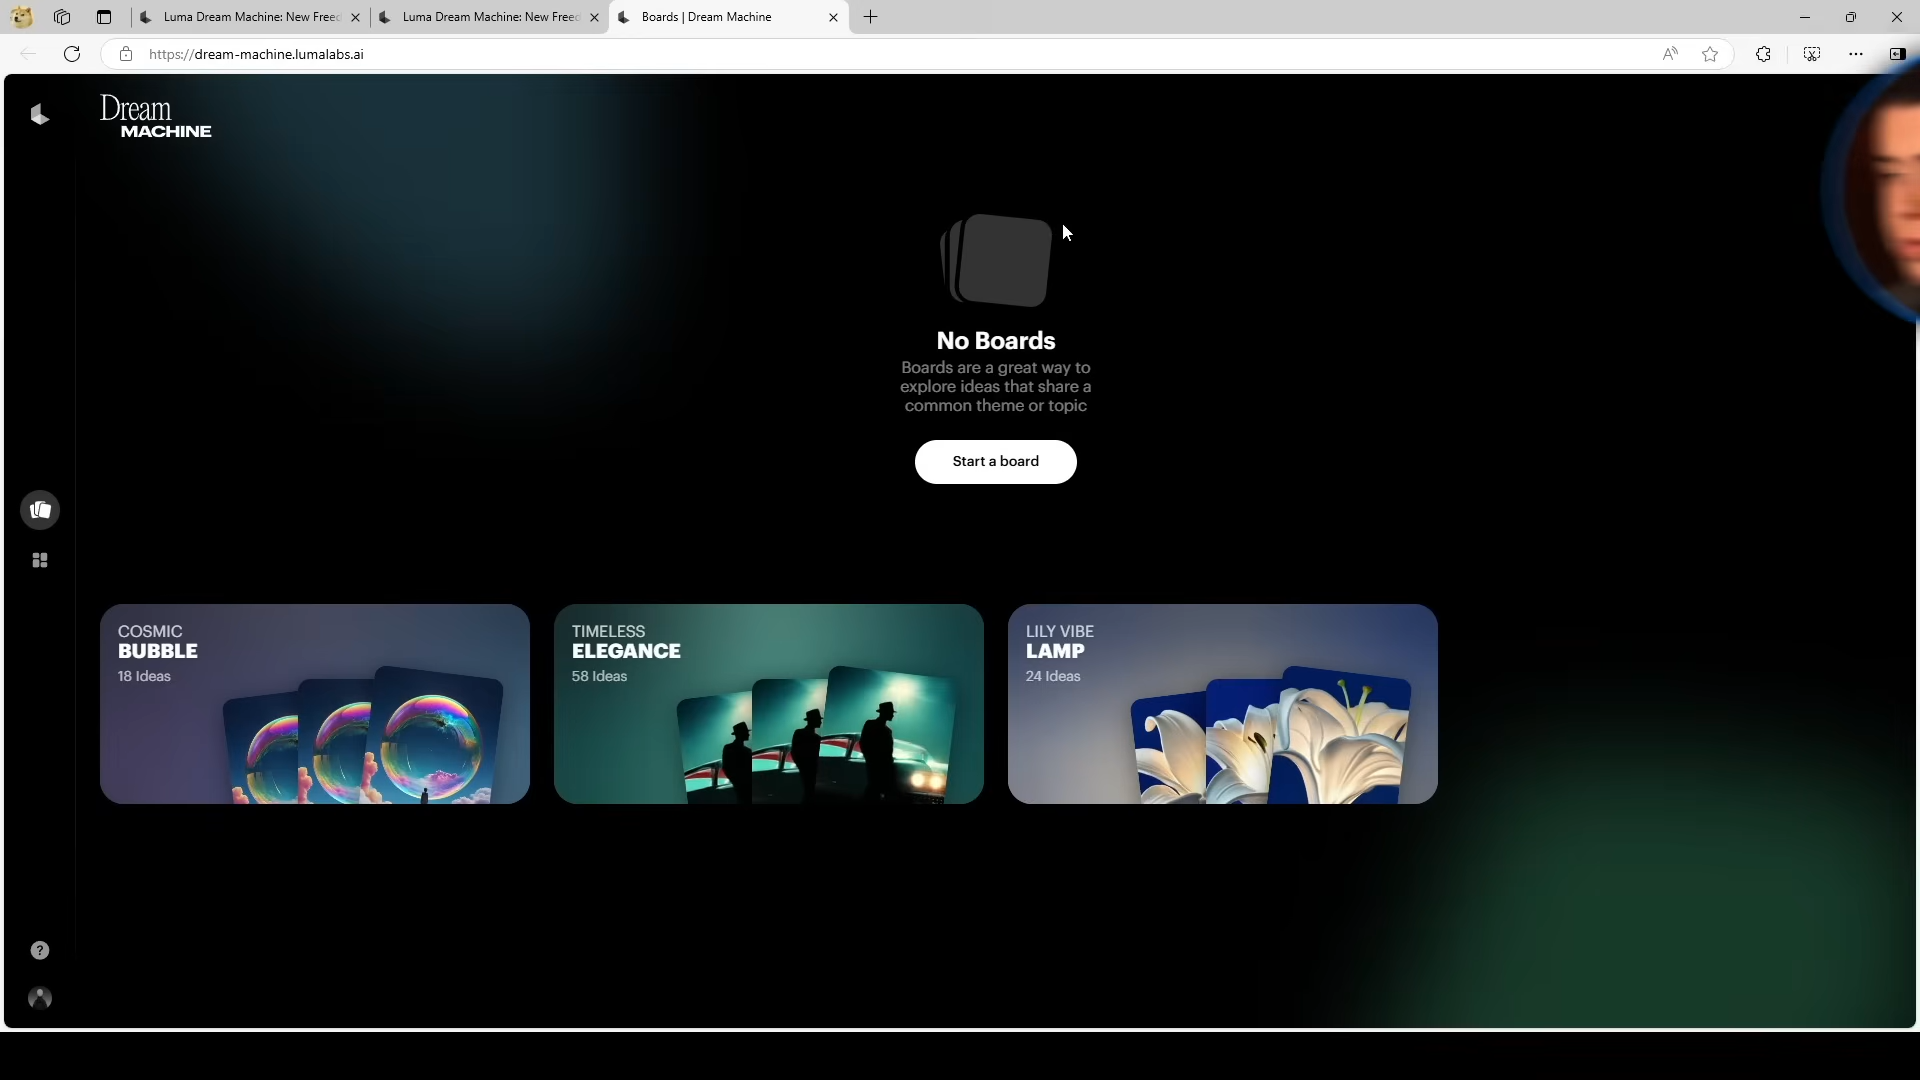 Luma Dream Machine: New Freed
Luma Dream Machine: New Freed
Boards | Dream Machine
https://dream-machine.lumalabs.ai
Dream
MACHINE
No Boards
Boards are a great way to
explore ideas that share a
common theme or topic
Start a board
COSMIC
BUBBLE
18 Ideas
TIMELESS
ELEGANCE
58 Ideas
LILY VIBE
LAMP
24 Ideas